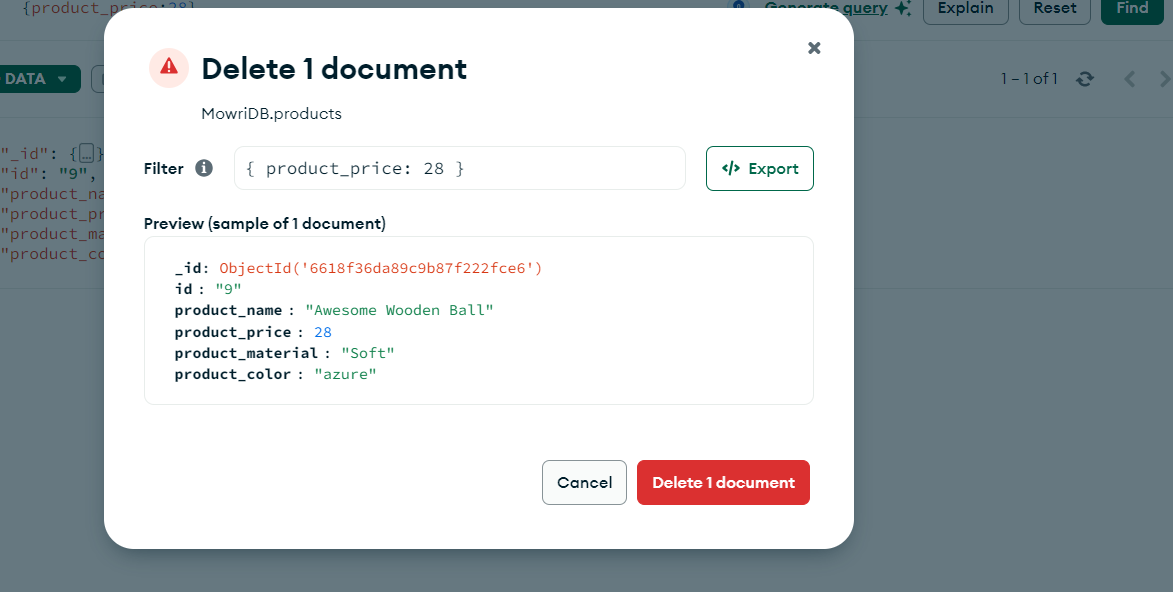 {product_price:28}
Generate query
Explain
Reset
Find
DATA
1 – 1 of 1
"_id": {…}
"id": "9",
"product_na
"product_pr
"product_ma
"product_co
Delete 1 document
MowriDB.products
Filter
{ product_price: 28 }
Export
Preview (sample of 1 document)
_id: ObjectId('6618f36da89c9b87f222fce6')
id : "9"
product_name : "Awesome Wooden Ball"
product_price : 28
product_material : "Soft"
product_color : "azure"
Cancel
Delete 1 document